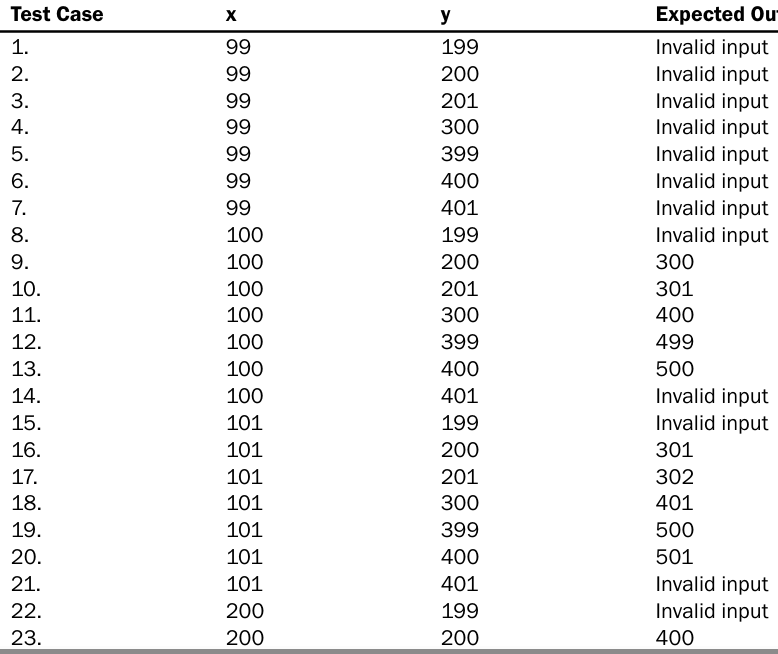 Test Case x y Expected Ou
1. 99 199 Invalid input
2. 99 200 Invalid input
3. 99 201 Invalid input
4. 99 300 Invalid input
5. 99 399 Invalid input
6. 99 400 Invalid input
7. 99 401 Invalid input
8. 100 199 Invalid input
9. 100 200 300
10. 100 201 301
11. 100 300 400
12. 100 399 499
13. 100 400 500
14. 100 401 Invalid input
15. 101 199 Invalid input
16. 101 200 301
17. 101 201 302
18. 101 300 401
19. 101 399 500
20. 101 400 501
21. 101 401 Invalid input
22. 200 199 Invalid input
23. 200 200 400